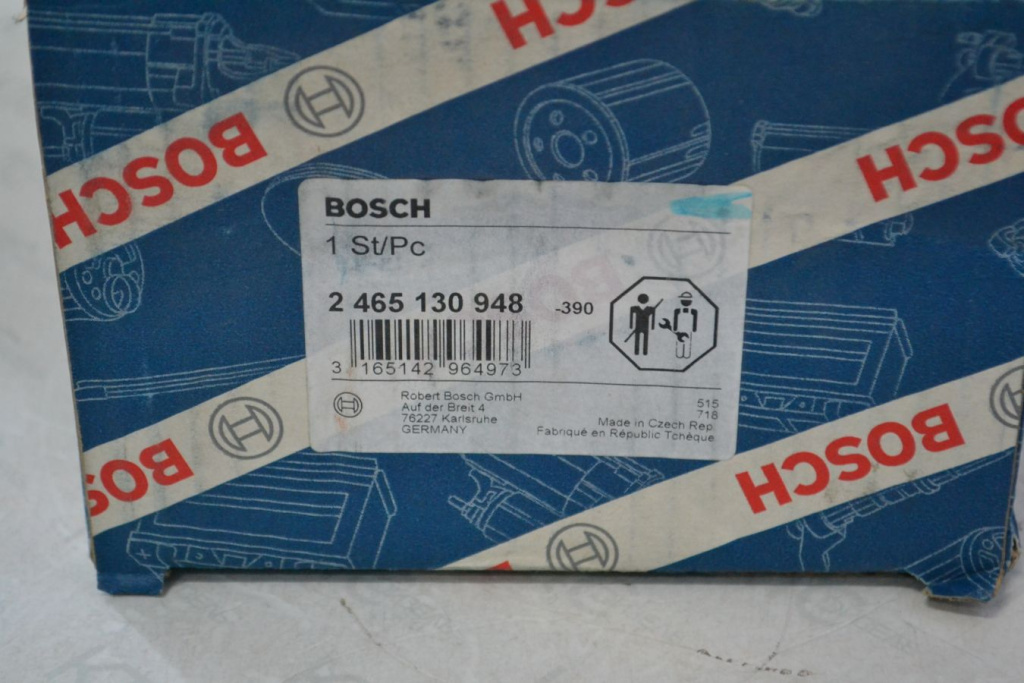 BOSCH
BOSCH
BOSCH
BOSCH
1 St/Pc
2 465 130 948 -390
3 165142 964973
Robert Bosch GmbH
Auf der Breit 4
76227 Karlsruhe
GERMANY
515
718
Made in Czech Rep.
Fabriqué en Républic Tchéque
BOSCH
BOSCH